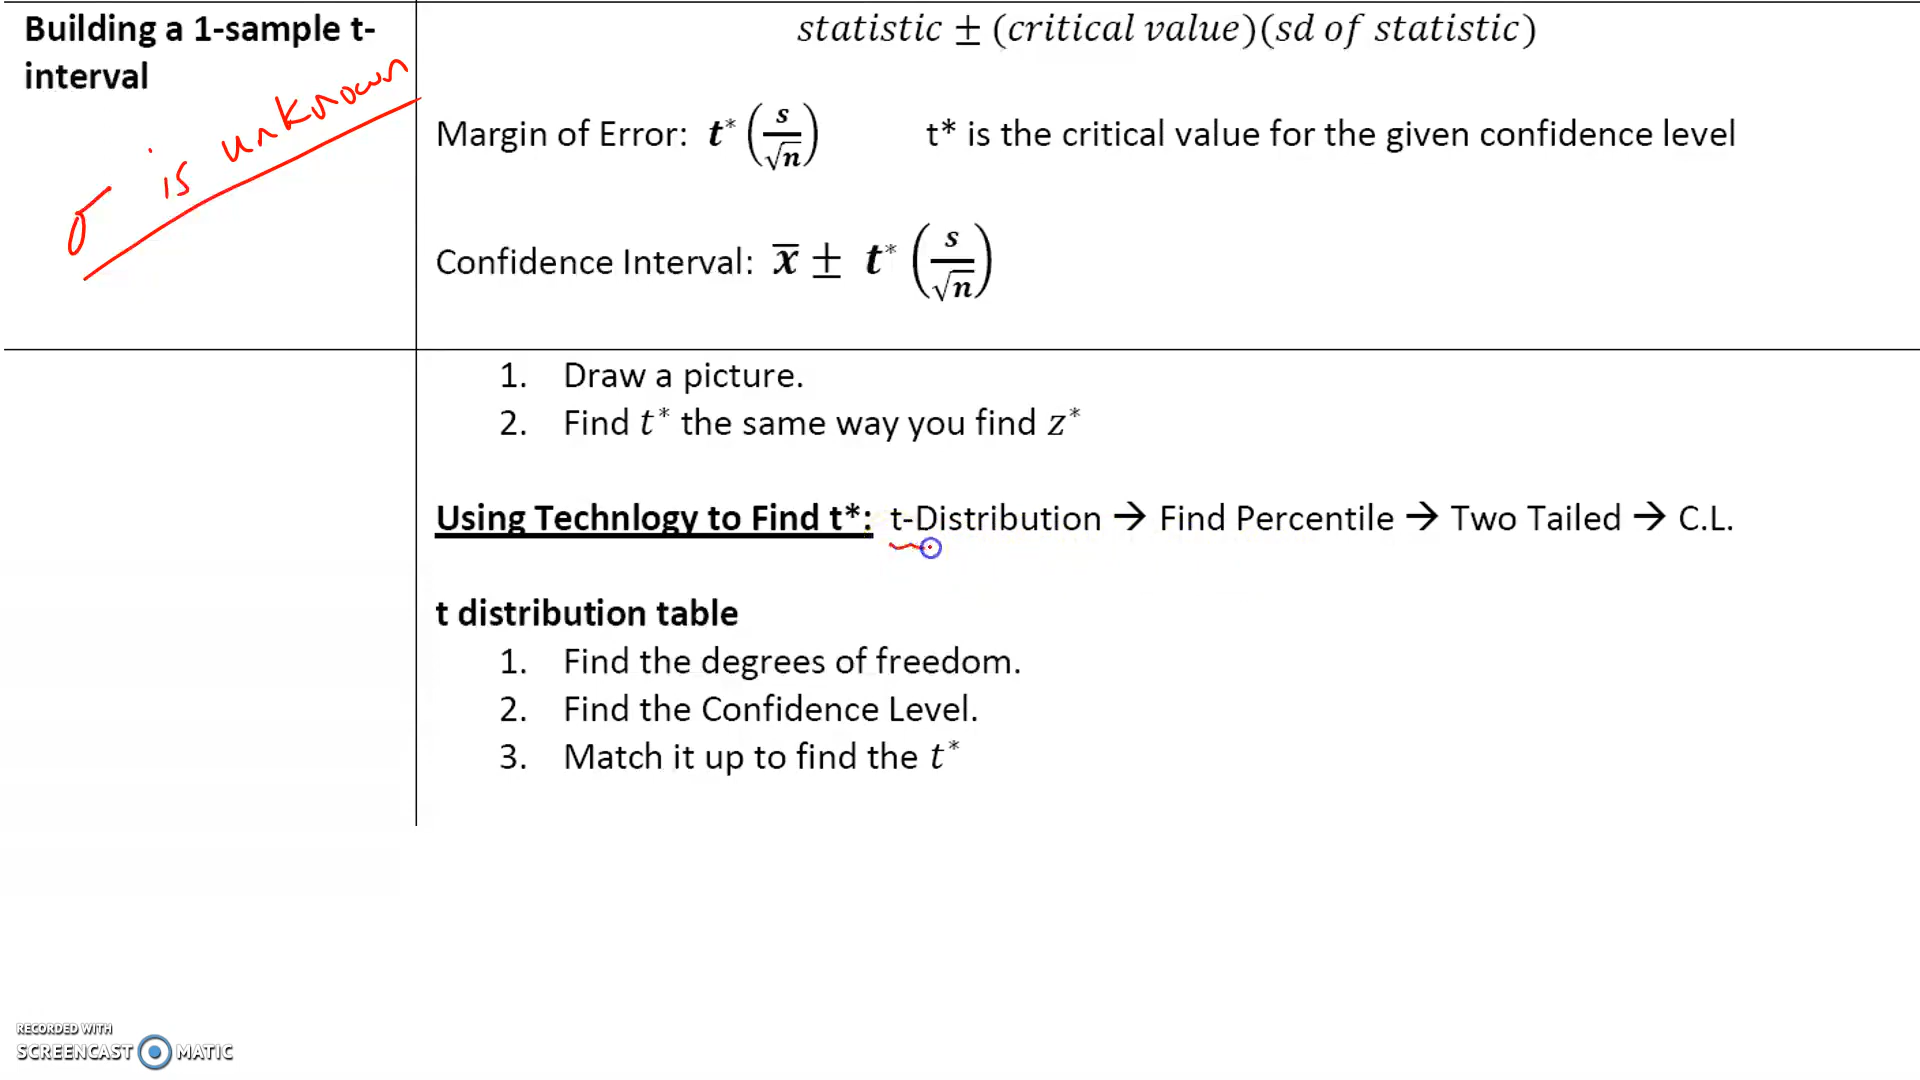 Building a 1-sample t-
interval
σ is unknown
statistic ± (critical value)(sd of statistic)
Margin of Error: t* (s/√n) t* is the critical value for the given confidence level
Confidence Interval: x̅ ± t* (s/√n)
1. Draw a picture.
2. Find t* the same way you find z*
Using Technlogy to Find t*: t-Distribution → Find Percentile → Two Tailed → C.L.
t distribution table
1. Find the degrees of freedom.
2. Find the Confidence Level.
3. Match it up to find the t*
RECORDED WITH
SCREENCAST MATIC